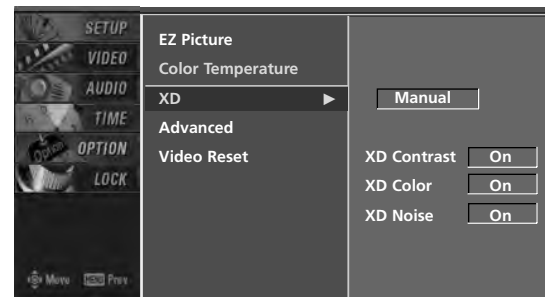 SETUP
VIDEO
AUDIO
TIME
OPTION
LOCK
Move MENU Prev
EZ Picture
Color Temperature
XD ▶
Advanced
Video Reset
Manual
XD Contrast On
XD Color On
XD Noise On